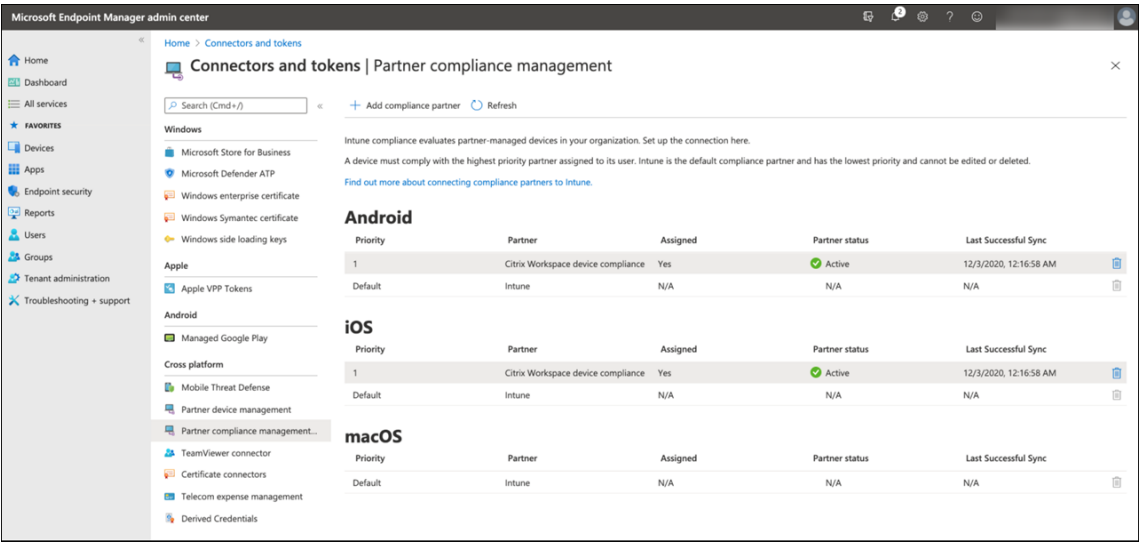 Microsoft Endpoint Manager admin center
2
Home > Connectors and tokens
Connectors and tokens | Partner compliance management
Home
Dashboard
All services
FAVORITES
Devices
Apps
Endpoint security
Reports
Users
Groups
Tenant administration
Troubleshooting + support
Search (Cmd+/)
Windows
Microsoft Store for Business
Microsoft Defender ATP
Windows enterprise certificate
Windows Symantec certificate
Windows side loading keys
Apple
Apple VPP Tokens
Android
Managed Google Play
Cross platform
Mobile Threat Defense
Partner device management
Partner compliance management...
TeamViewer connector
Certificate connectors
Telecom expense management
Derived Credentials
Add compliance partner Refresh
Intune compliance evaluates partner-managed devices in your organization. Set up the connection here.
A device must comply with the highest priority partner assigned to its user. Intune is the default compliance partner and has the lowest priority and cannot be edited or deleted.
Find out more about connecting compliance partners to Intune.
Android
Priority Partner Assigned Partner status Last Successful Sync
1 Citrix Workspace device compliance Yes Active 12/3/2020, 12:16:58 AM
Default Intune N/A N/A N/A
iOS
Priority Partner Assigned Partner status Last Successful Sync
1 Citrix Workspace device compliance Yes Active 12/3/2020, 12:16:58 AM
Default Intune N/A N/A N/A
macOS
Priority Partner Assigned Partner status Last Successful Sync
Default Intune N/A N/A N/A